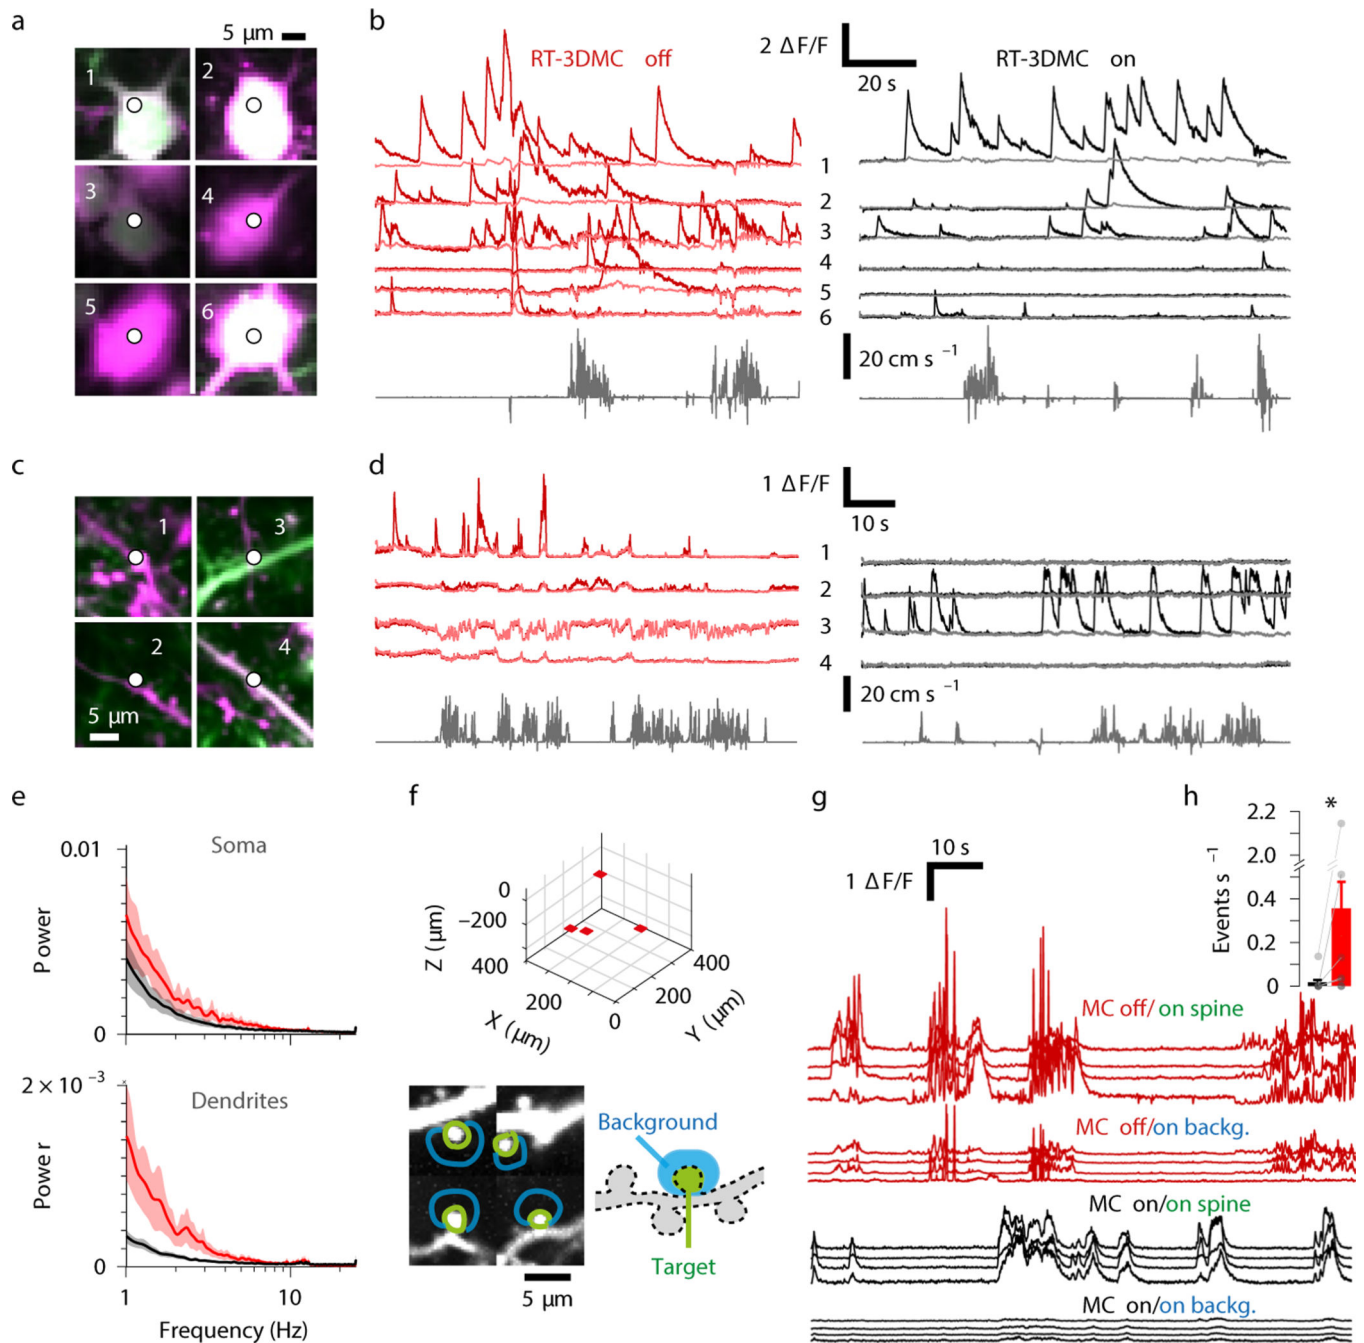 a
5 μm
1
2
3
4
5
6
b
RT-3DMC off
2 ΔF/F
20 s
RT-3DMC on
1
2
3
4
5
6
20 cm s⁻¹
c
1
3
2
4
5 μm
d
1 ΔF/F
10 s
1
2
3
4
20 cm s⁻¹
e
0.01
Soma
Power
0
2 × 10⁻³
Dendrites
Powe r
0
1
10
Frequency (Hz)
f
0
−200
400
Z (μm)
200
0
400
200
X (μm)
Y (μm)
Background
Target
5 μm
g
10 s
1 ΔF/F
MC off/ on spine
MC off/on backg.
MC on/on spine
MC on/on backg.
h
*
2.2
2.0
0.4
0.2
0
Events s⁻¹